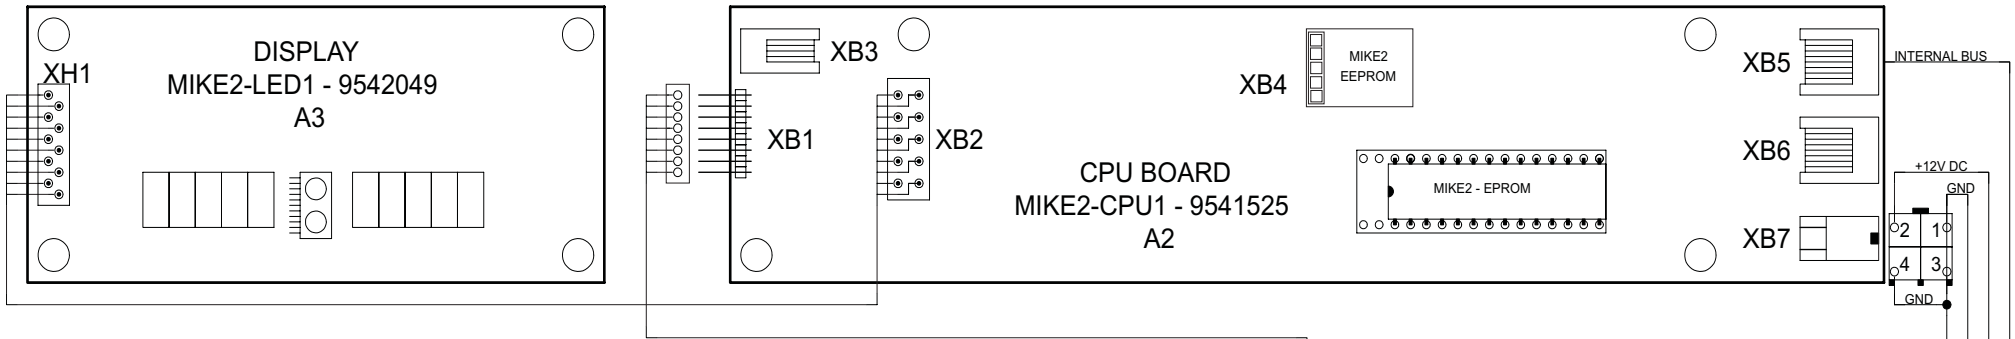 DISPLAY
MIKE2-LED1 - 9542049
A3
XH1
XB3
XB1
XB2
XB4
MIKE2
EEPROM
CPU BOARD
MIKE2-CPU1 - 9541525
A2
MIKE2 - EPROM
XB5
XB6
XB7
INTERNAL BUS
+12V DC
GND
2 1
4 3
GND